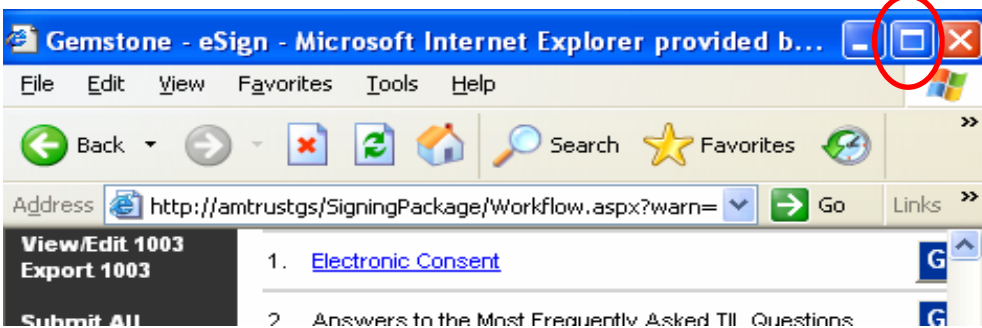 Gemstone - eSign - Microsoft Internet Explorer provided b...
File Edit View Favorites Tools Help
Back Search Favorites »
Address http://amtrustgs/SigningPackage/Workflow.aspx?warn= Go Links »
View/Edit 1003
Export 1003
1. Electronic Consent G
Submit All
2. Answers to the Most Frequently Asked TIL Questions G